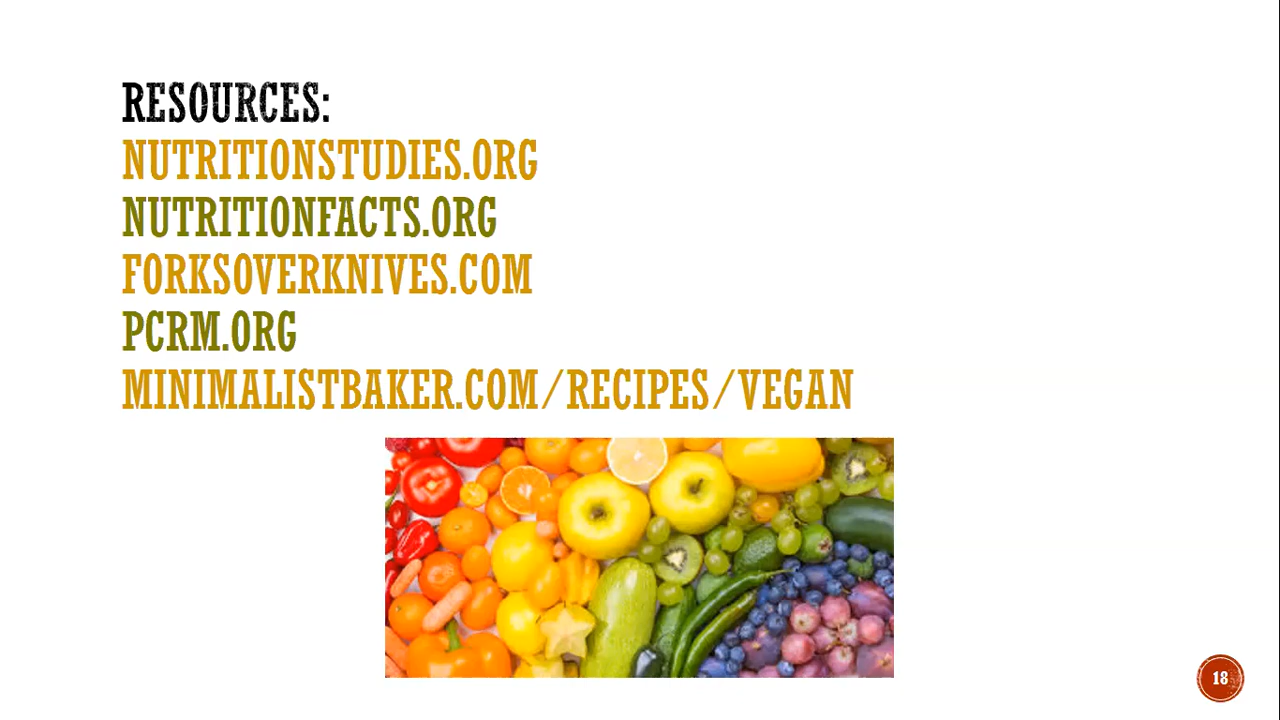 RESOURCES:
NUTRITIONSTUDIES.ORG
NUTRITIONFACTS.ORG
FORKSOVERKNIVES.COM
PCRM.ORG
MINIMALISTBAKER.COM/RECIPES/VEGAN
18